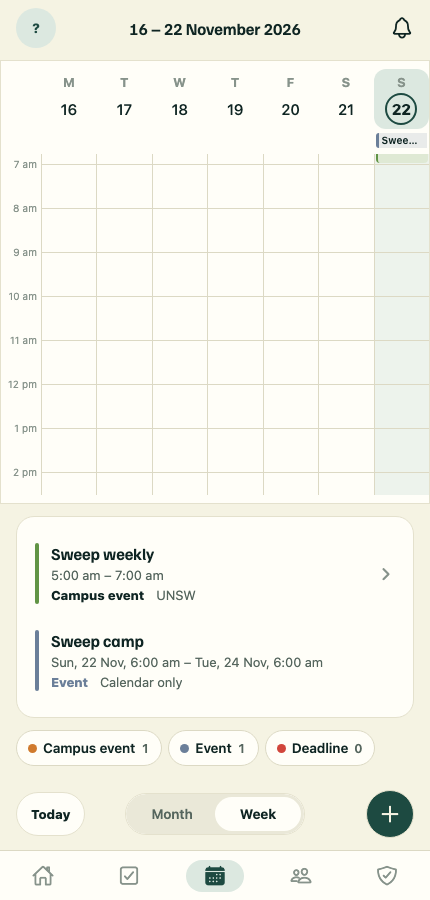 ?
16 – 22 November 2026
M T W T F S S
16 17 18 19 20 21 22
Swee...
7 am
8 am
9 am
10 am
11 am
12 pm
1 pm
2 pm
Sweep weekly
5:00 am – 7:00 am
Campus event UNSW
Sweep camp
Sun, 22 Nov, 6:00 am – Tue, 24 Nov, 6:00 am
Event Calendar only
Campus event 1 Event 1 Deadline 0
Today Month Week